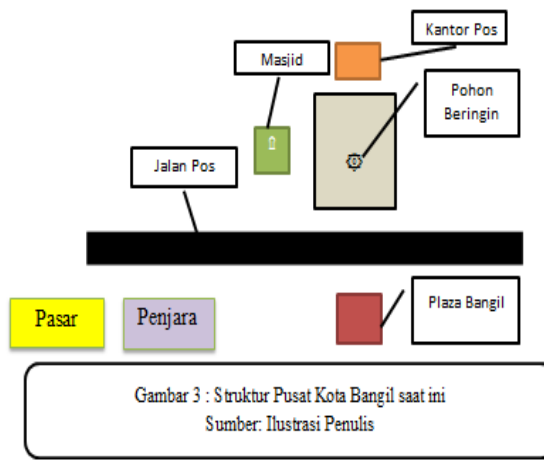 Kantor Pos
Masjid
Pohon
Beringin
Jalan Pos
Plaza Bangil
Pasar
Penjara
Gambar 3 : Struktur Pusat Kota Bangil saat ini
Sumber: Ilustrasi Penulis